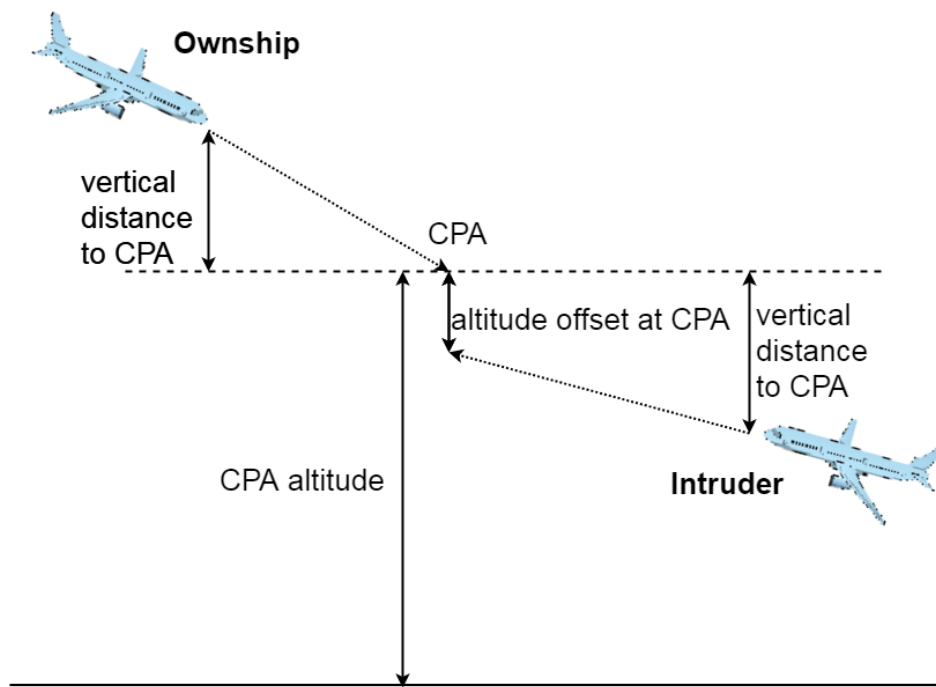 Ownship
vertical
distance
to CPA
CPA
altitude offset at CPA
vertical
distance
to CPA
CPA altitude
Intruder